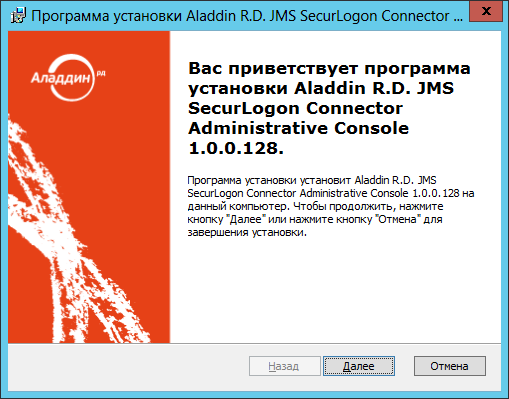 Программа установки Aladdin R.D. JMS SecurLogon Connector ...
Аладдин РД
Вас приветствует программа
установки Aladdin R.D. JMS
SecurLogon Connector
Administrative Console
1.0.0.128.
Программа установки установит Aladdin R.D. JMS
SecurLogon Connector Administrative Console 1.0.0.128 на
данный компьютер. Чтобы продолжить, нажмите
кнопку "Далее" или нажмите кнопку "Отмена" для
завершения установки.
Назад
Далее
Отмена